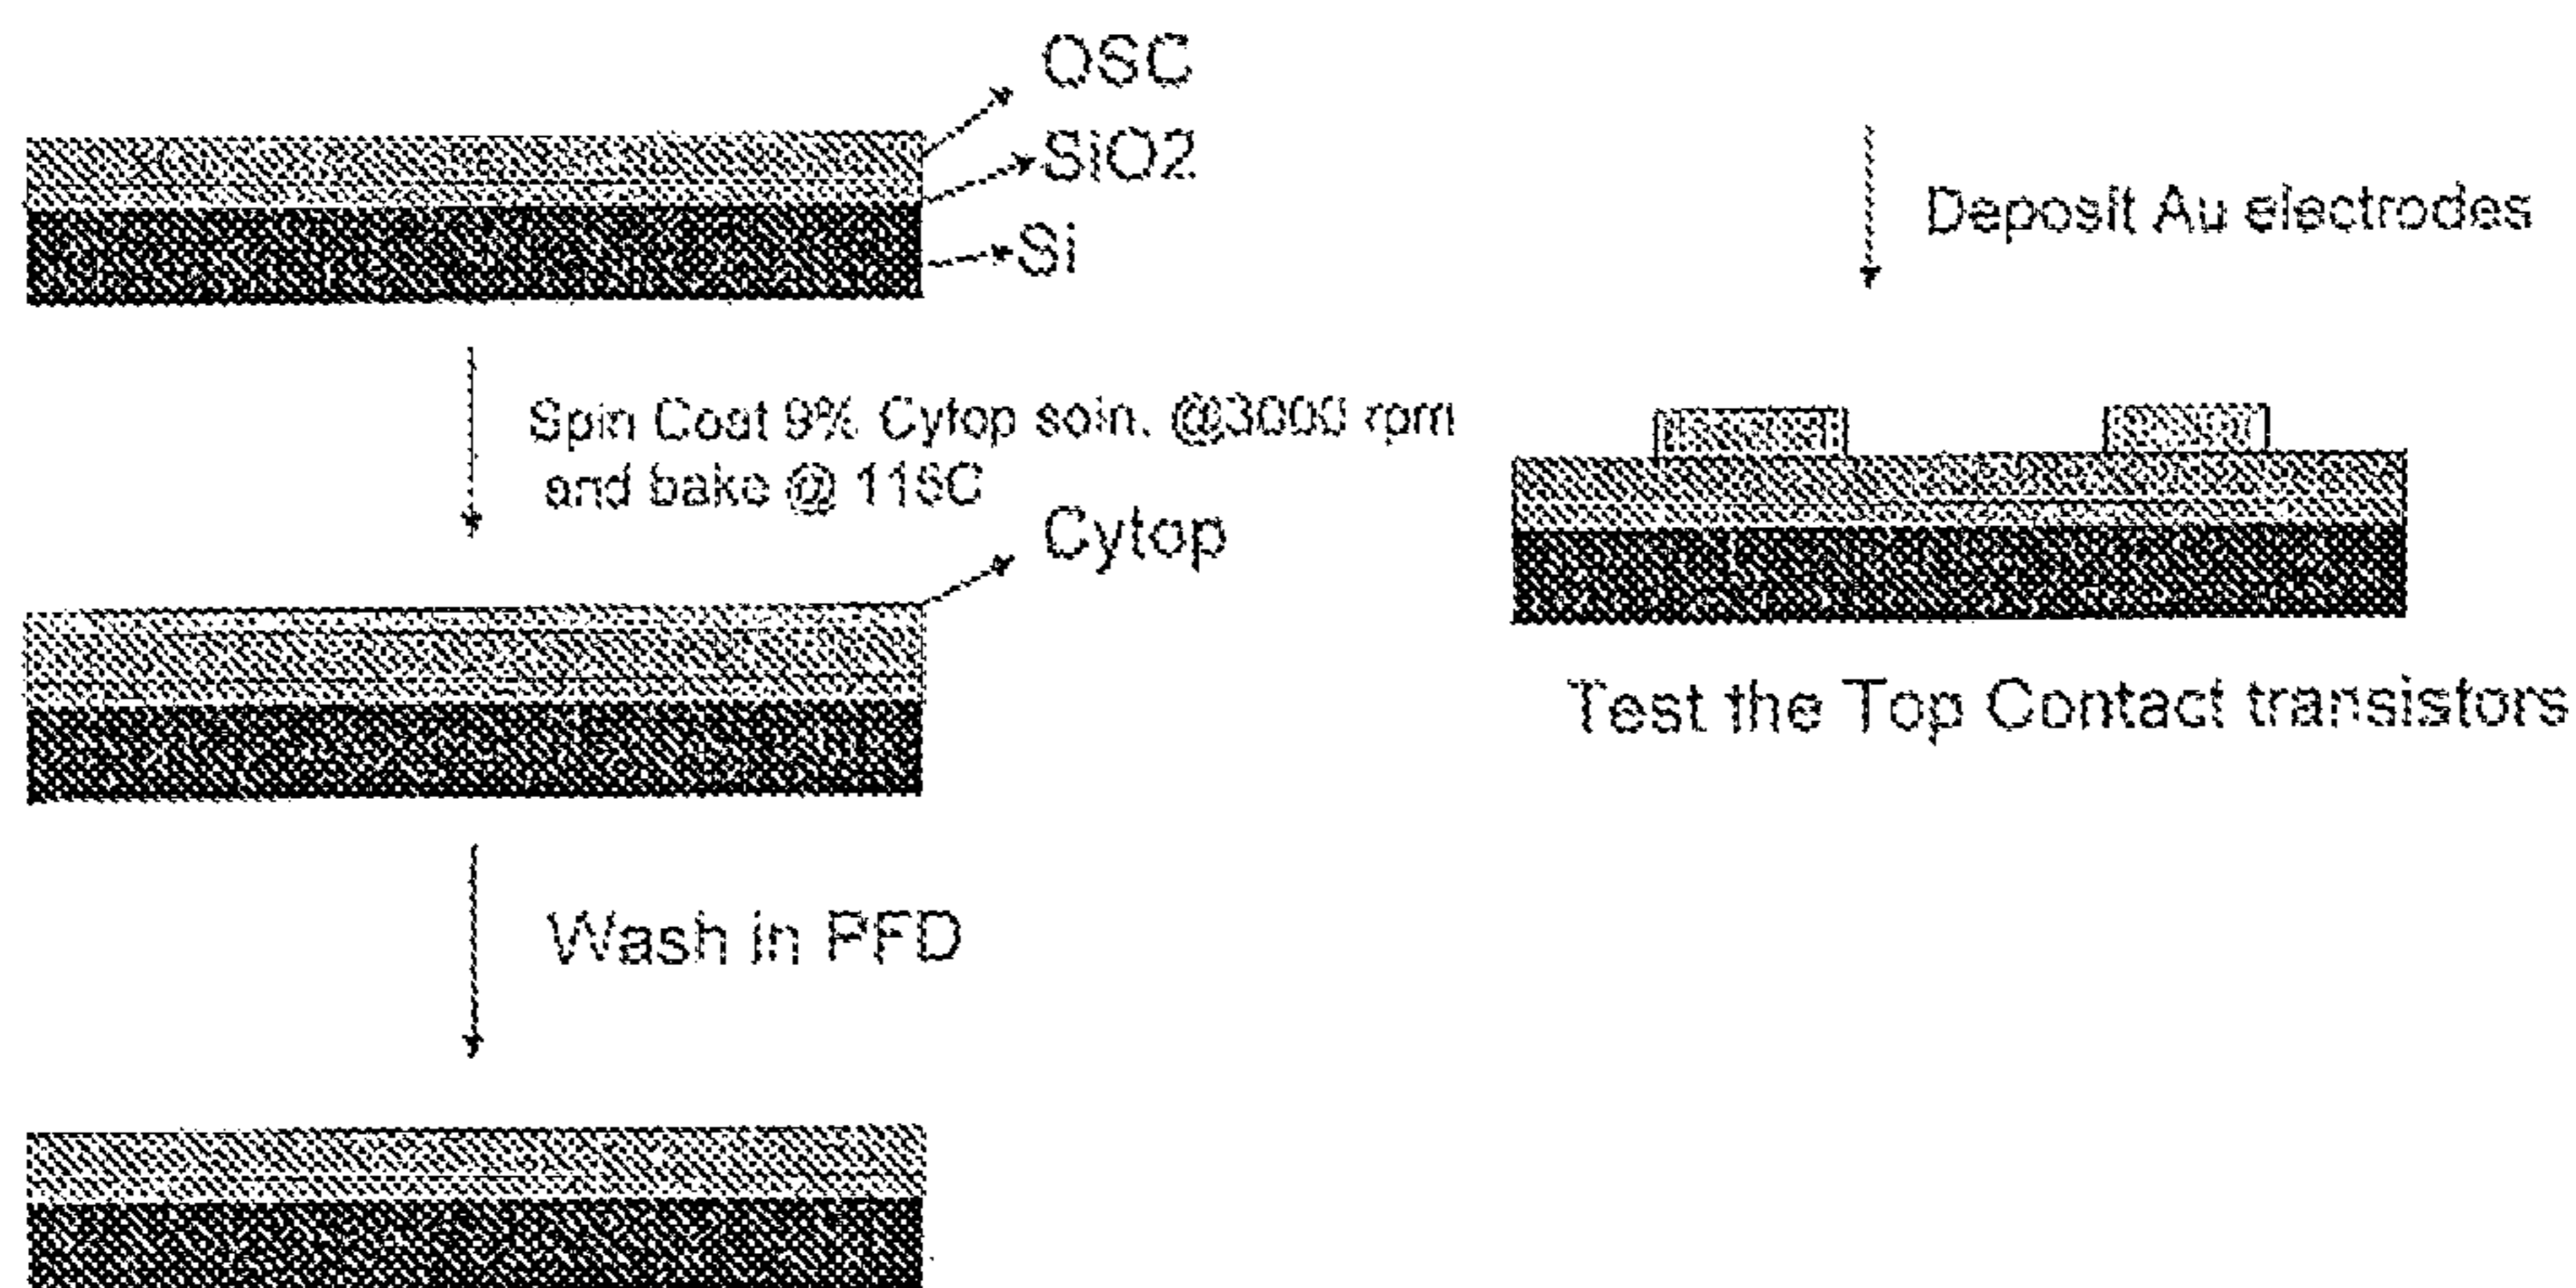 OSC
SiO2
Si
Spin Coat 9% Cytop soln. @3000 rpm
and bake @ 115C
Cytop
Wash in PFD
Deposit Au electrodes
Test the Top Contact transistors